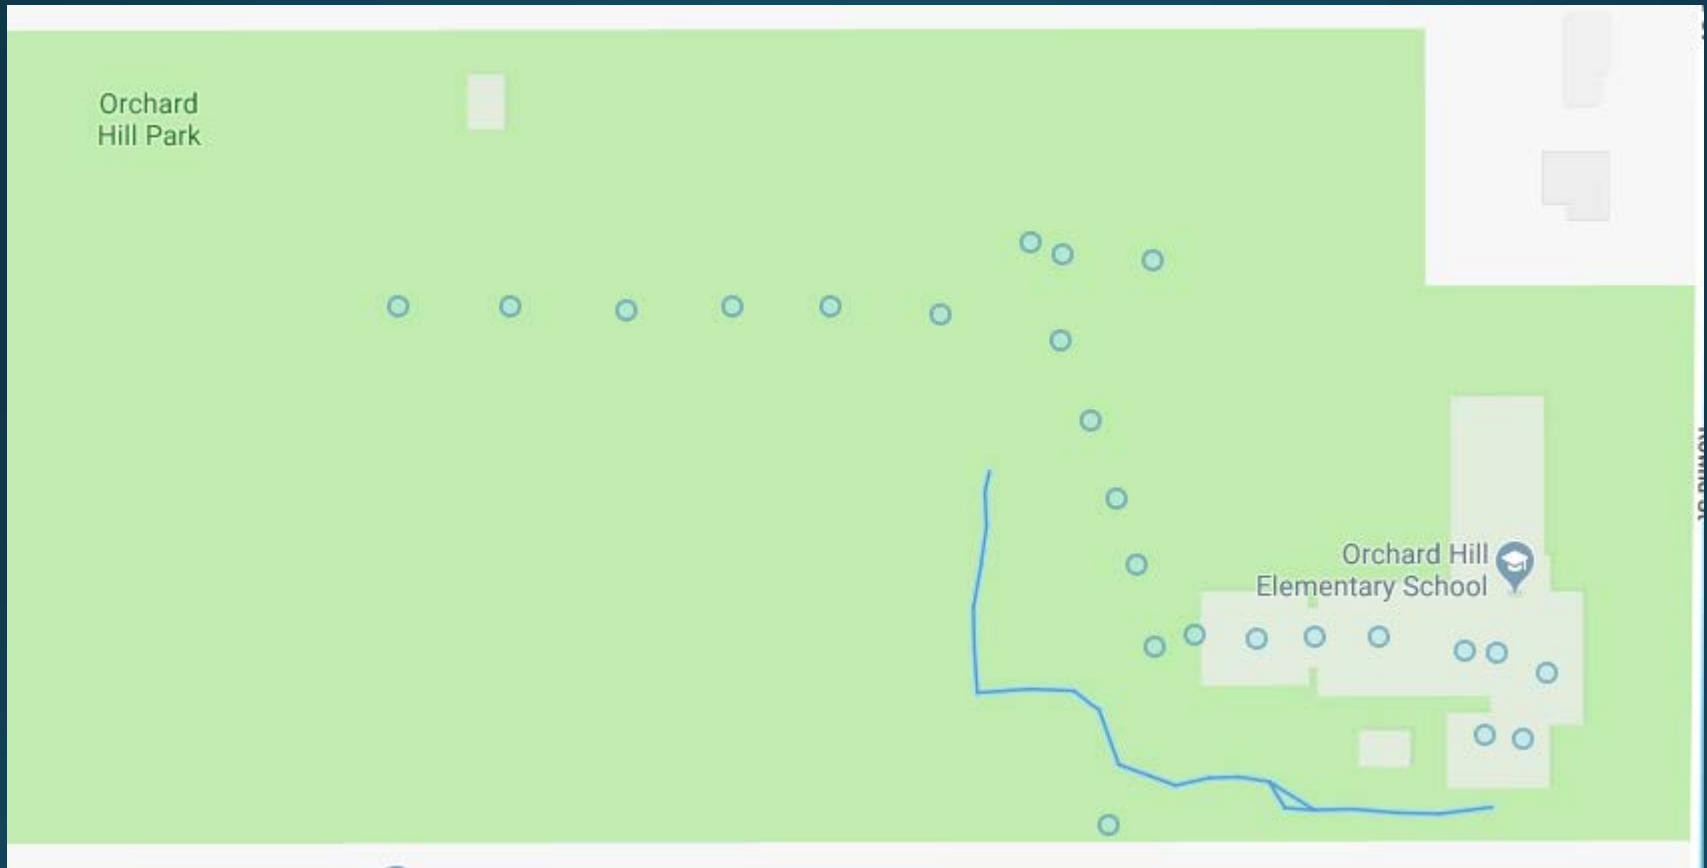 Orchard
Hill Park
Orchard Hill
Elementary School